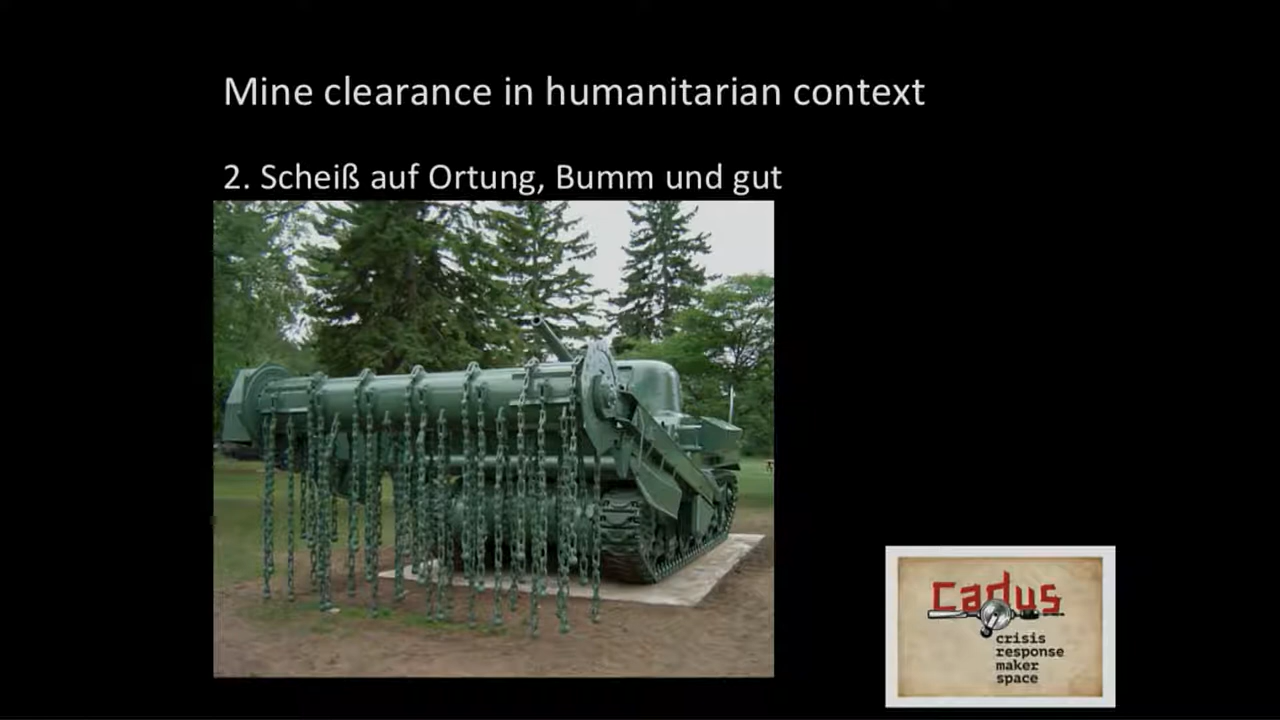 Mine clearance in humanitarian context
2. Scheiß auf Ortung, Bumm und gut
cadus
crisis
response
maker
space